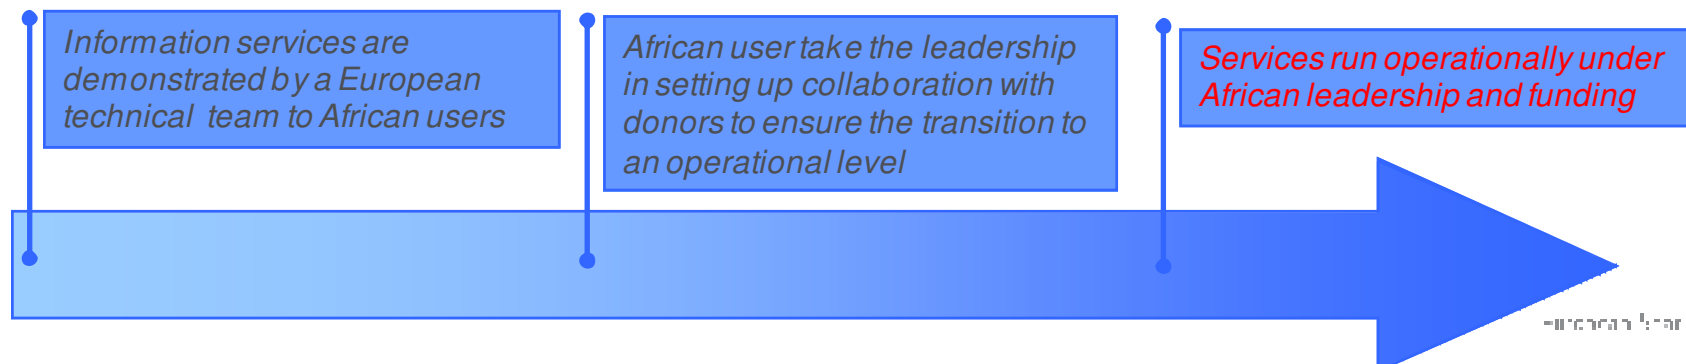 Information services are
demonstrated by a European
technical team to African users
African user take the leadership
in setting up collaboration with
donors to ensure the transition to
an operational level
Services run operationally under
African leadership and funding